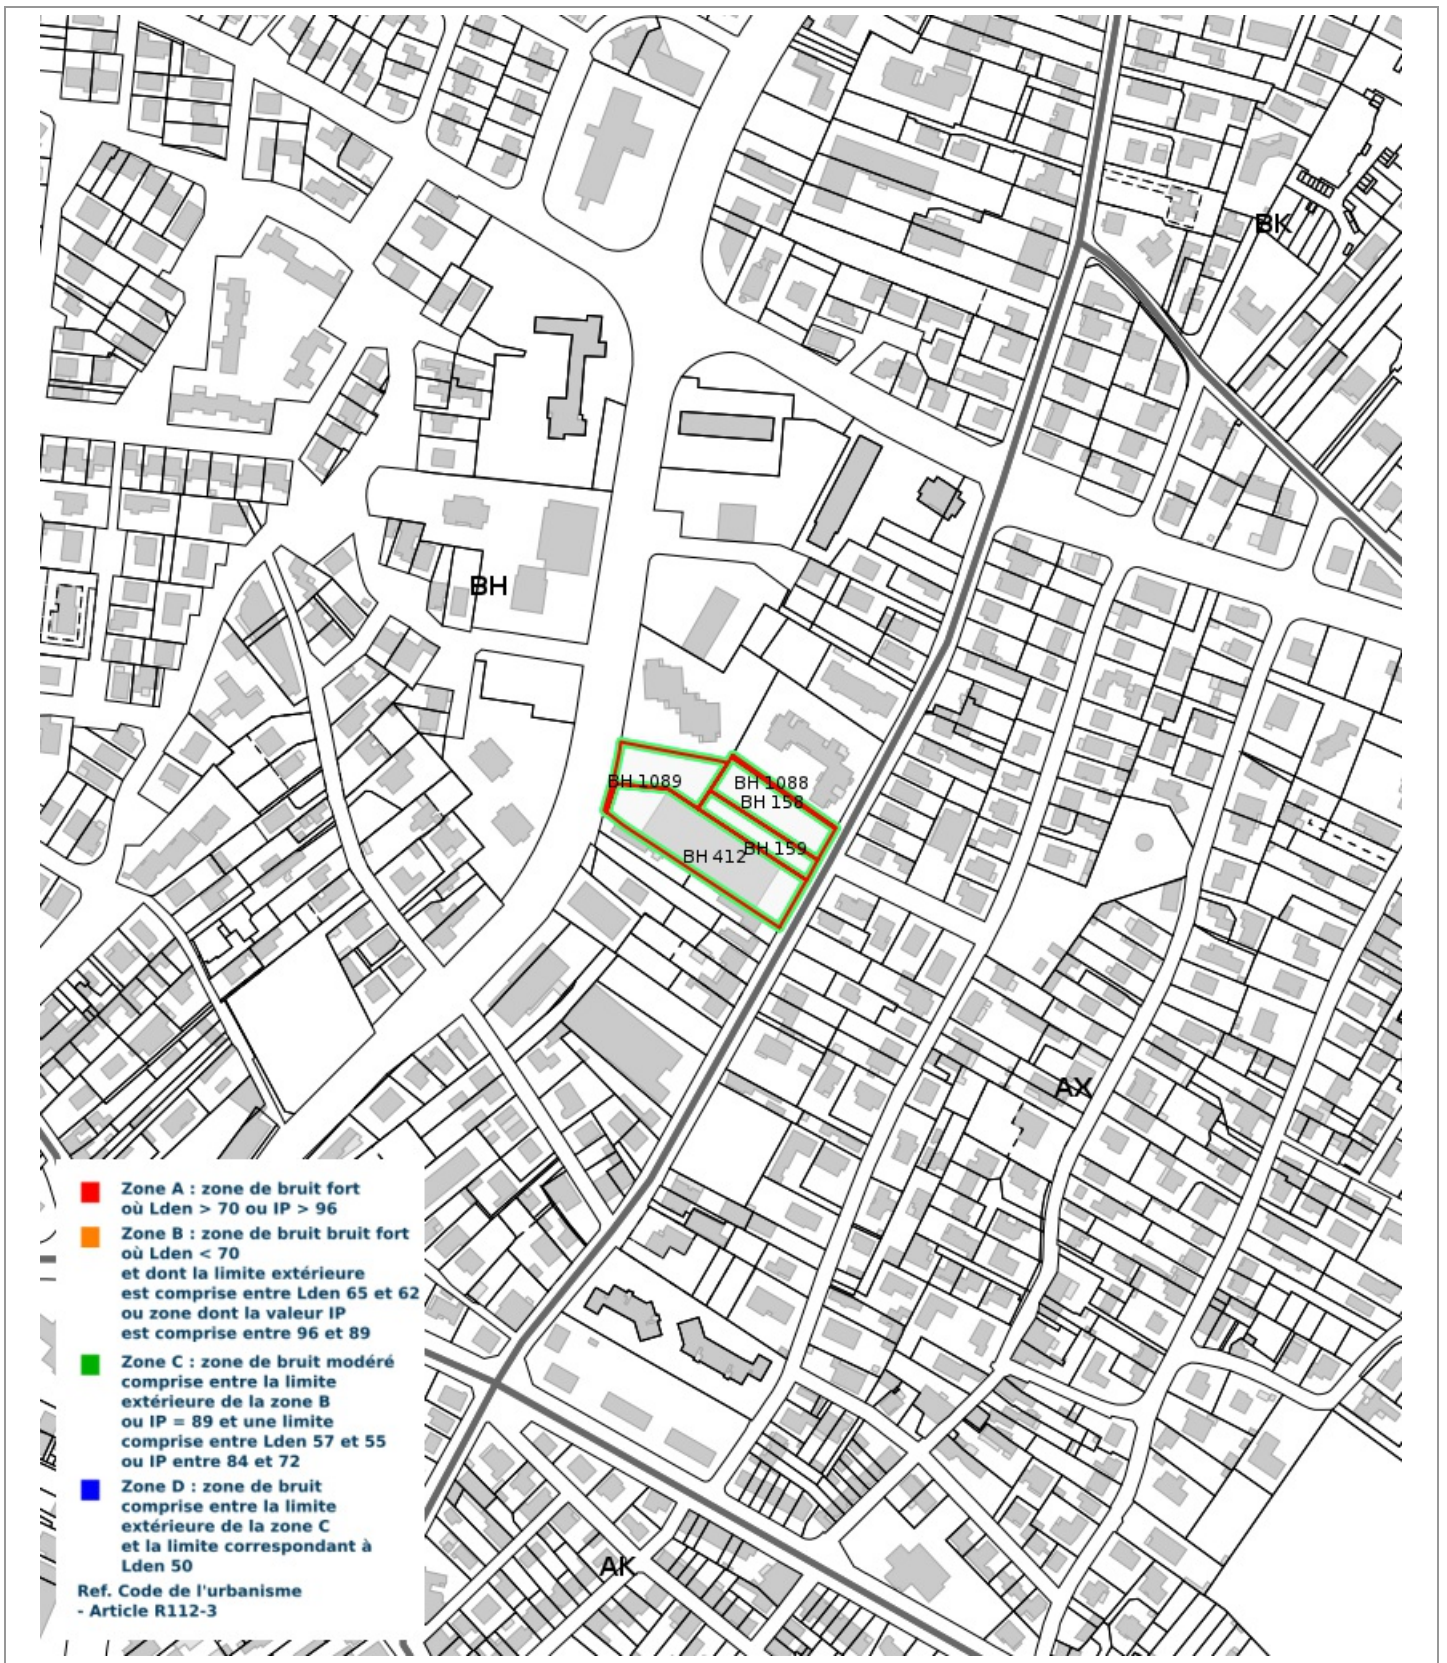 BK
BH
BH 1089
BH 1088
BH 158
BH 159
BH 412
AX
Zone A : zone de bruit fort
où Lden > 70 ou IP > 96
Zone B : zone de bruit bruit fort
où Lden < 70
et dont la limite extérieure
est comprise entre Lden 65 et 62
ou zone dont la valeur IP
est comprise entre 96 et 89
Zone C : zone de bruit modéré
comprise entre la limite
extérieure de la zone B
ou IP = 89 et une limite
comprise entre Lden 57 et 55
ou IP entre 84 et 72
Zone D : zone de bruit
comprise entre la limite
extérieure de la zone C
et la limite correspondant à
Lden 50
Ref. Code de l'urbanisme
- Article R112-3
AK